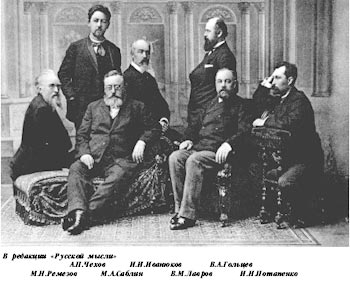 В редакции «Русской мысли»
А.П.Чехов И.И.Иванюков В.А.Гольцев
М.Н.Ремезов М.А.Саблин В.М.Лавров И.Н.Потапенко